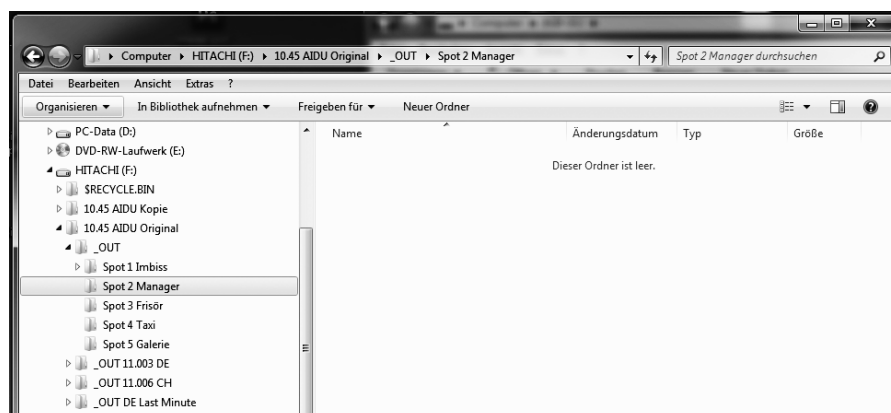 Computer ▸ HITACHI (F:) ▸ 10.45 AIDU Original ▸ _OUT ▸ Spot 2 Manager
Spot 2 Manager durchsuchen
Datei Bearbeiten Ansicht Extras ?
Organisieren In Bibliothek aufnehmen Freigeben für Neuer Ordner
Name Änderungsdatum Typ Größe
Dieser Ordner ist leer.
PC-Data (D:)
DVD-RW-Laufwerk (E:)
HITACHI (F:)
$RECYCLE.BIN
10.45 AIDU Kopie
10.45 AIDU Original
_OUT
Spot 1 Imbiss
Spot 2 Manager
Spot 3 Frisör
Spot 4 Taxi
Spot 5 Galerie
_OUT 11.003 DE
_OUT 11.006 CH
_OUT DE Last Minute